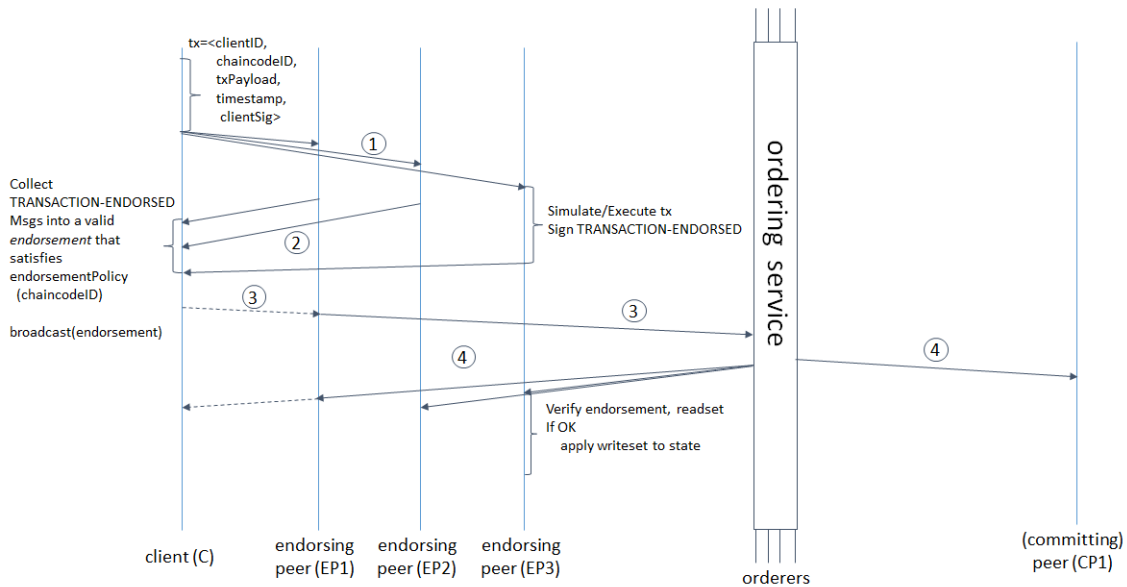 tx=<clientID,
chaincodeID,
txPayload,
timestamp,
clientSig>
1
Collect
TRANSACTION-ENDORSED
Msgs into a valid
endorsement that
satisfies
endorsementPolicy
(chaincodeID)
broadcast(endorsement)
Simulate/Execute tx
Sign TRANSACTION-ENDORSED
2
3
3
4
4
ordering service
Verify endorsement, readset
If OK
apply writeset to state
client (C)
endorsing
peer (EP1)
endorsing
peer (EP2)
endorsing
peer (EP3)
orderers
(committing)
peer (CP1)